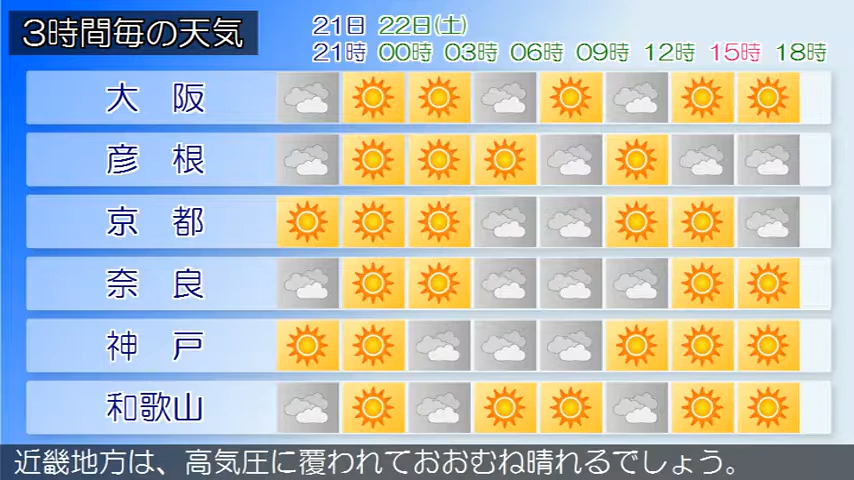 3時間毎の天気
21日 22日(土)
21時 00時 03時 06時 09時 12時 15時 18時
大 阪
彦 根
京 都
奈 良
神 戸
和歌山
近畿地方は、高気圧に覆われておおむね晴れるでしょう。